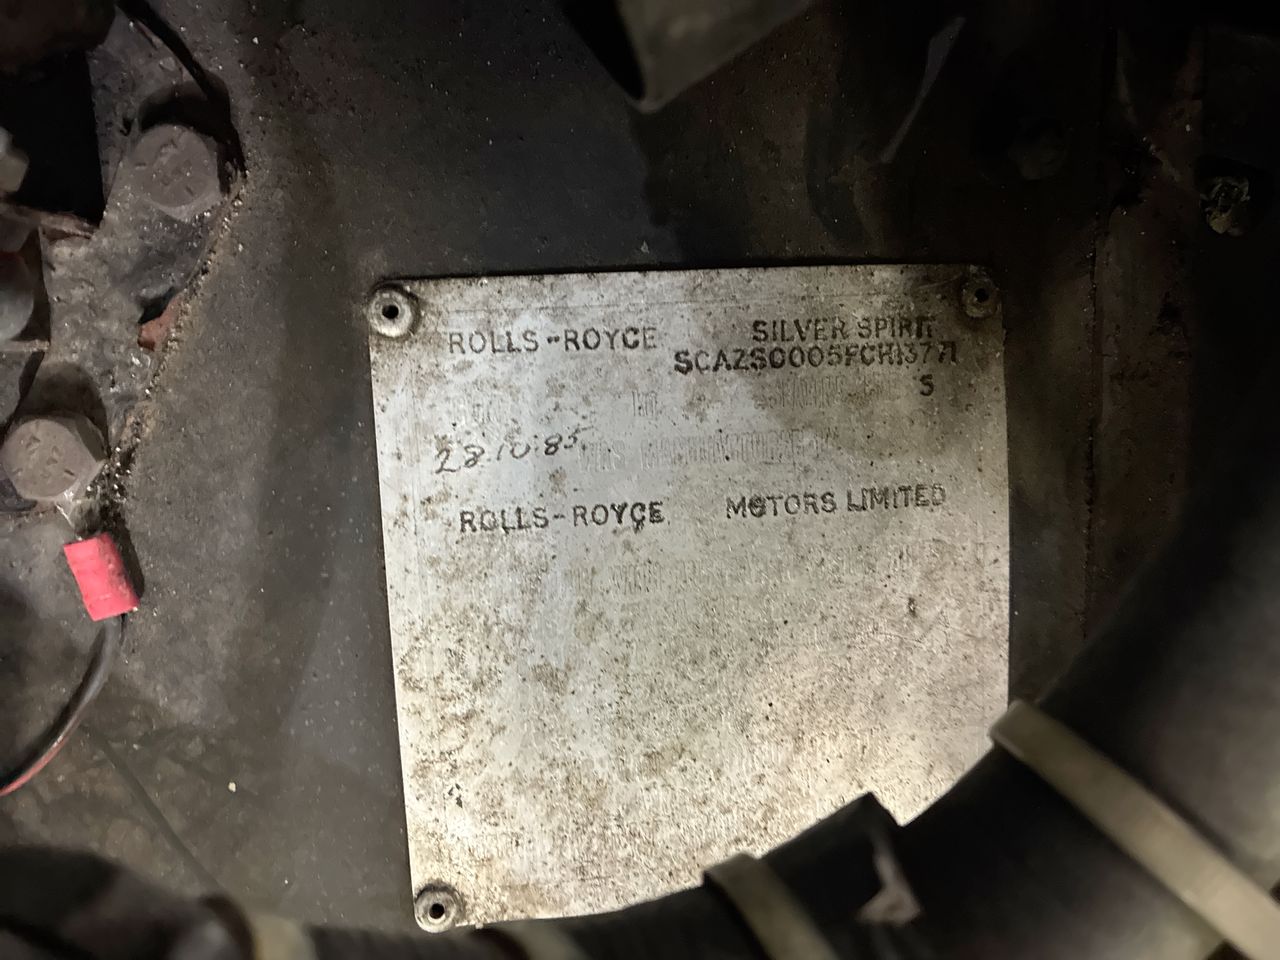 ROLLS-ROYCE SILVER SPIRIT
SCAZS0005FCH13771
S
28.10.85.
ROLLS-ROYCE MOTORS LIMITED